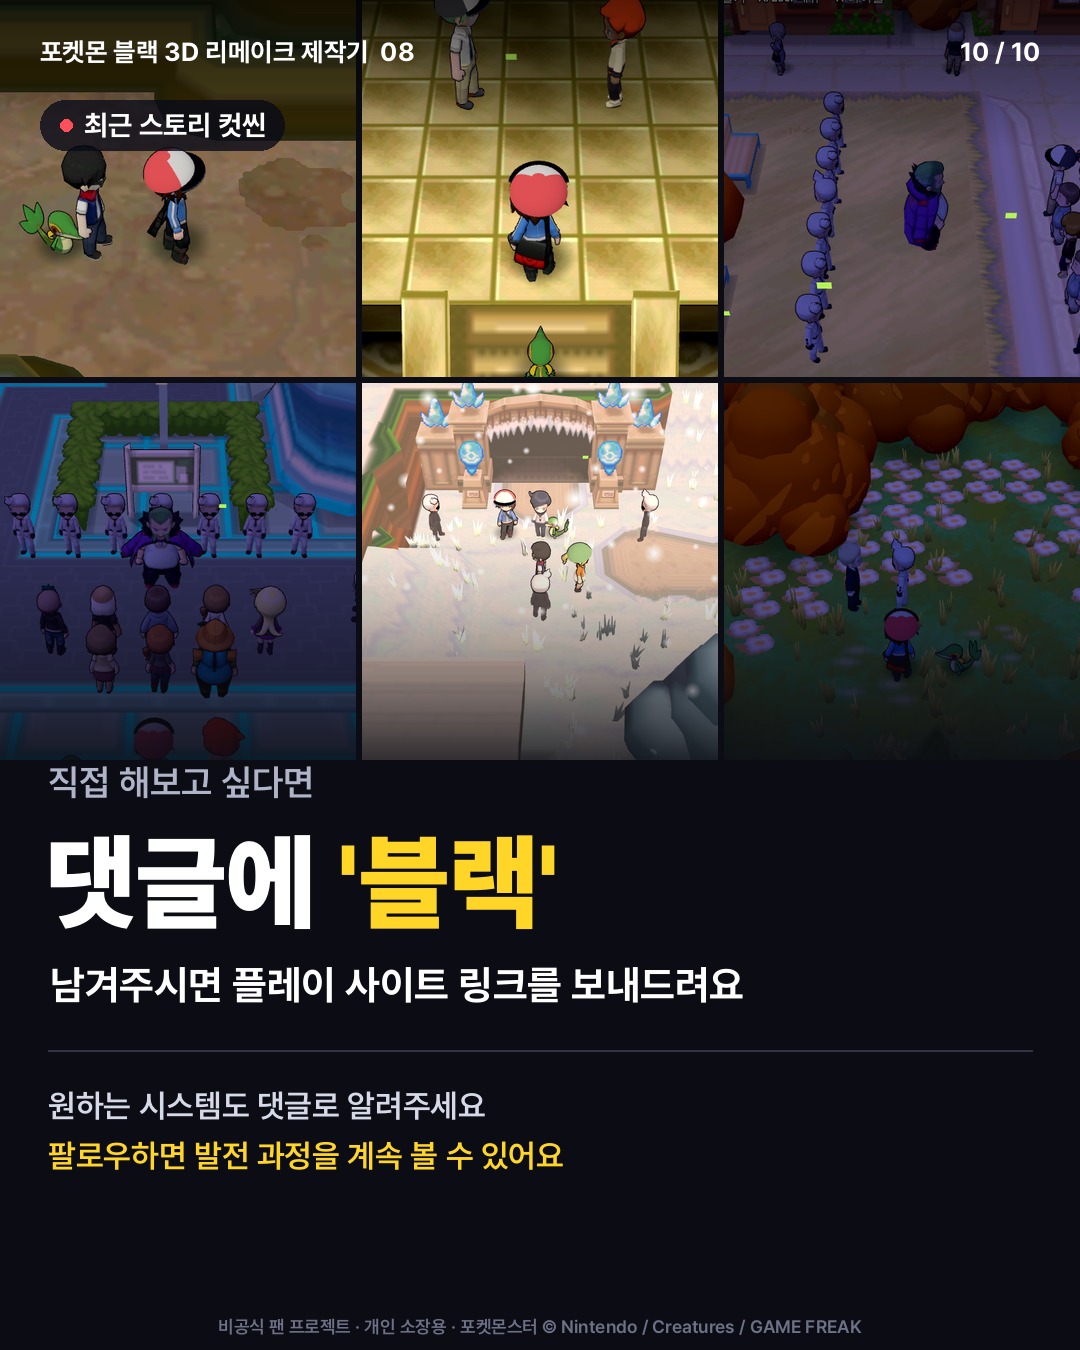 포켓몬 블랙 3D 리메이크 제작기 08
10 / 10
최근 스토리 컷씬
직접 해보고 싶다면
댓글에 '블랙'
남겨주시면 플레이 사이트 링크를 보내드려요
원하는 시스템도 댓글로 알려주세요
팔로우하면 발전 과정을 계속 볼 수 있어요
비공식 팬 프로젝트 · 개인 소장용 · 포켓몬스터 © Nintendo / Creatures / GAME FREAK